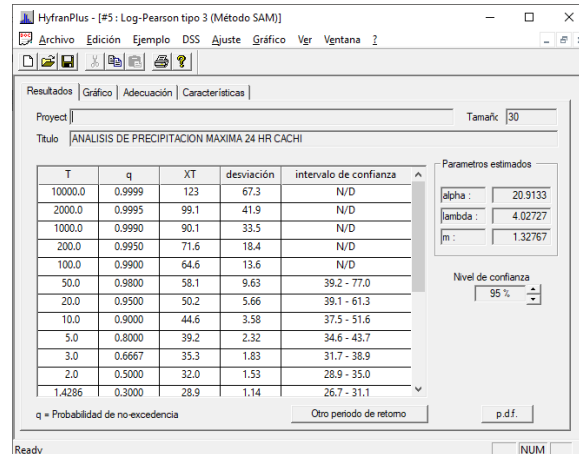 HyfranPlus - [#5 : Log-Pearson tipo 3 (Método SAM)]
Archivo Edición Ejemplo DSS Ajuste Gráfico Ver Ventana ?
Resultados Gráfico Adecuación Características
Proyect Tamañc 30
Titulo ANALISIS DE PRECIPITACION MAXIMA 24 HR CACHI
T q XT desviación intervalo de confianza
10000.0 0.9999 123 67.3 N/D
2000.0 0.9995 99.1 41.9 N/D
1000.0 0.9990 90.1 33.5 N/D
200.0 0.9950 71.6 18.4 N/D
100.0 0.9900 64.6 13.6 N/D
50.0 0.9800 58.1 9.63 39.2 - 77.0
20.0 0.9500 50.2 5.66 39.1 - 61.3
10.0 0.9000 44.6 3.58 37.5 - 51.6
5.0 0.8000 39.2 2.32 34.6 - 43.7
3.0 0.6667 35.3 1.83 31.7 - 38.9
2.0 0.5000 32.0 1.53 28.9 - 35.0
1.4286 0.3000 28.9 1.14 26.7 - 31.1
Parametros estimados
alpha : 20.9133
lambda : 4.02727
m : 1.32767
Nivel de confianza
95 %
q = Probabilidad de no-excedencia
Otro periodo de retorno
p.d.f.
Ready NUM